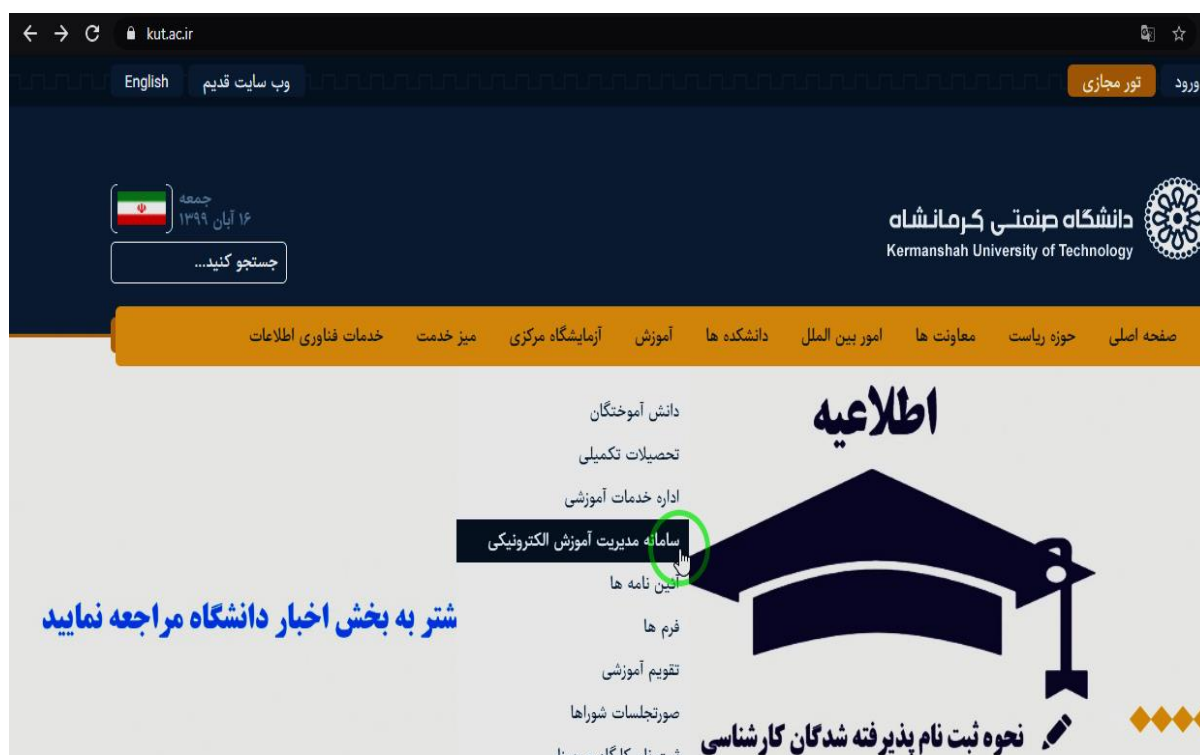 kut.ac.ir
ورود
تور مجازی
وب سایت قدیم
English
دانشگاه صنعتی کرمانشاه
Kermanshah University of Technology
جمعه
۱۶ آبان ۱۳۹۹
جستجو کنید...
صفحه اصلی
حوزه ریاست
معاونت ها
امور بین الملل
دانشکده ها
آموزش
آزمایشگاه مرکزی
میز خدمت
خدمات فناوری اطلاعات
دانش آموختگان
تحصیلات تکمیلی
اداره خدمات آموزشی
سامانه مدیریت آموزش الکترونیکی
آئین نامه ها
فرم ها
تقویم آموزشی
صورتجلسات شوراها
اطلاعیه
شتر به بخش اخبار دانشگاه مراجعه نمایید
نحوه ثبت نام پذیرفته شدگان کارشناسی